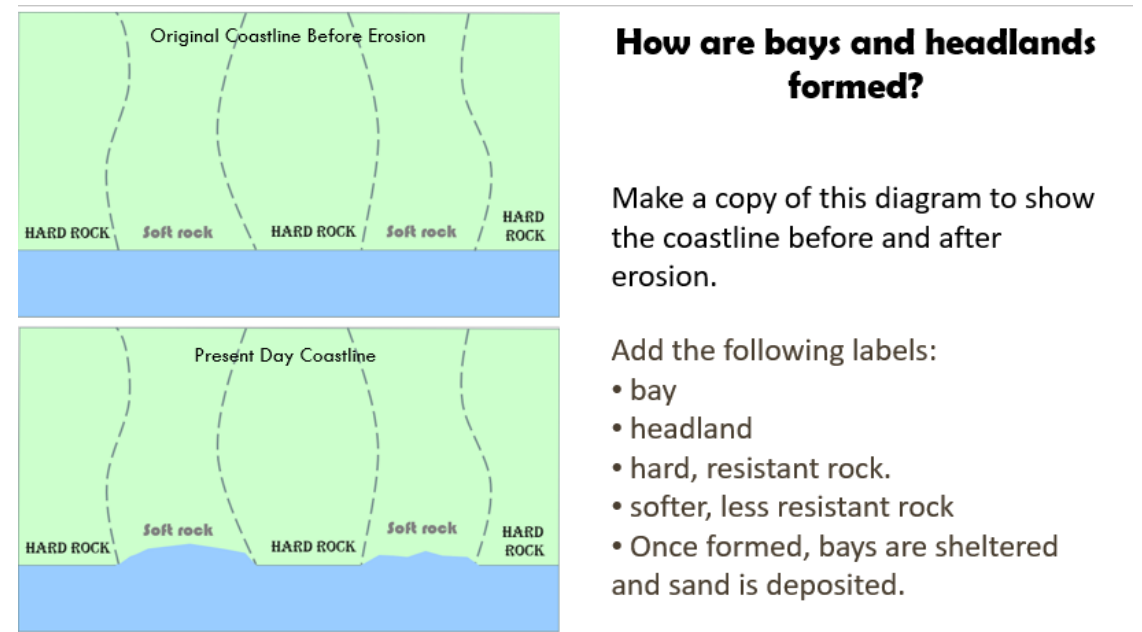 Original Coastline Before Erosion
HARD ROCK
Soft rock
HARD ROCK
Soft rock
HARD
ROCK
Present Day Coastline
HARD ROCK
Soft rock
HARD ROCK
Soft rock
HARD
ROCK
How are bays and headlands
formed?
Make a copy of this diagram to show
the coastline before and after
erosion.
Add the following labels:
• bay
• headland
• hard, resistant rock.
• softer, less resistant rock
• Once formed, bays are sheltered
and sand is deposited.